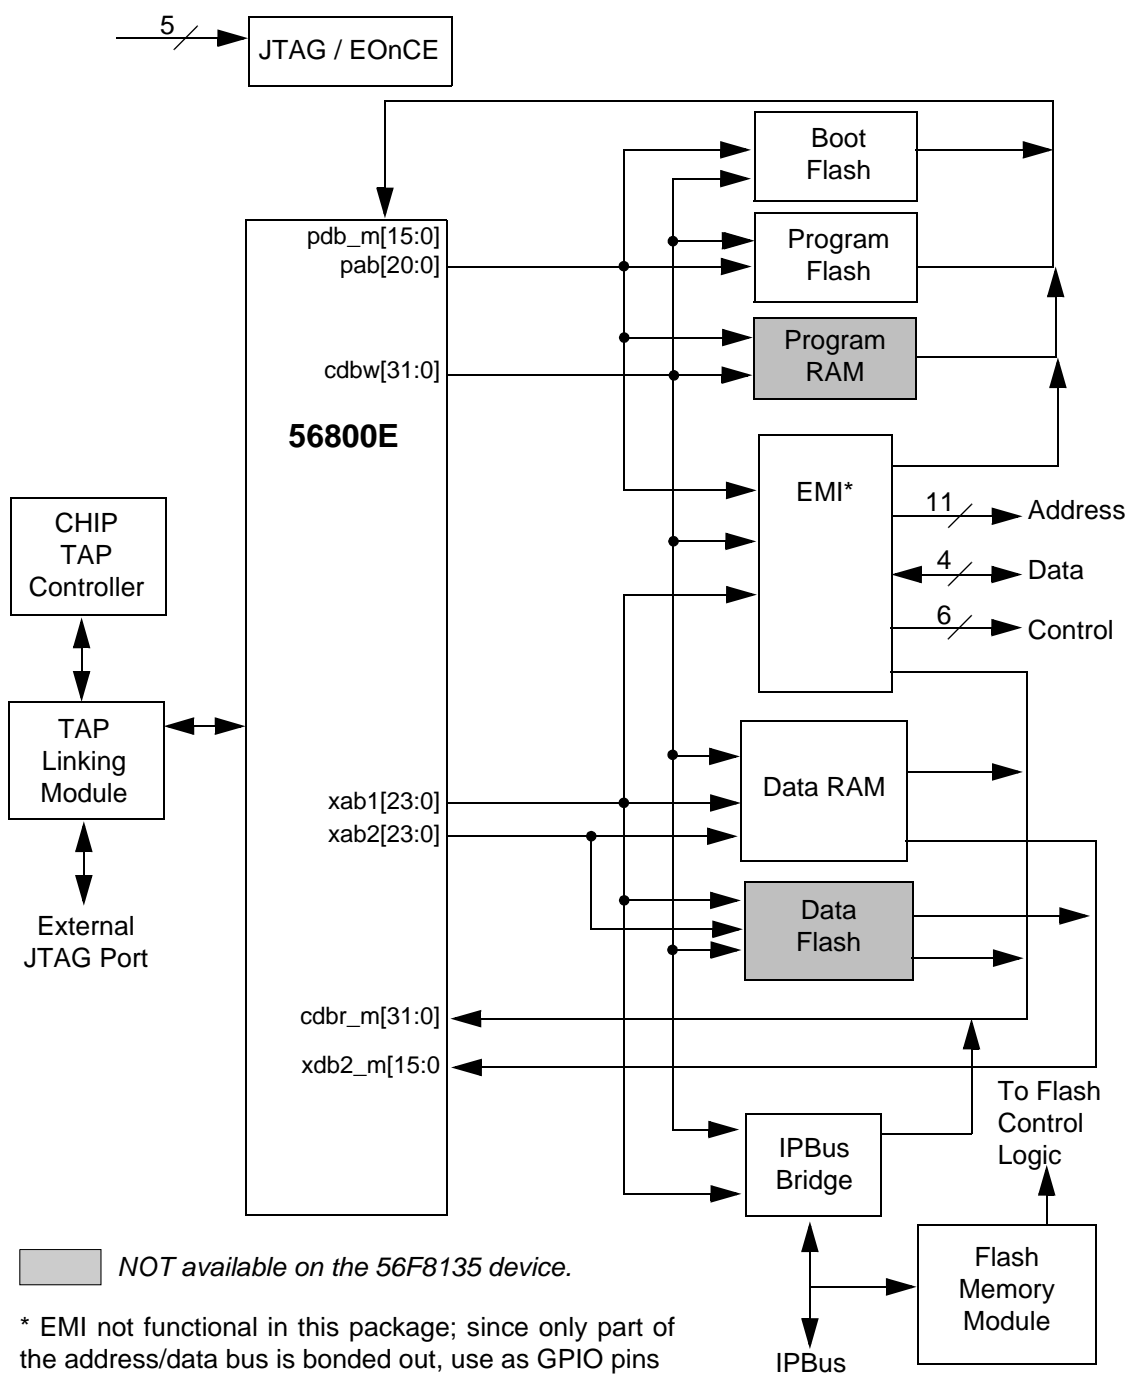 5
JTAG / EOnCE
Boot
Flash
pdb_m[15:0]
pab[20:0]
Program
Flash
cdbw[31:0]
Program
RAM
56800E
EMI*
11
Address
4
Data
6
Control
CHIP
TAP
Controller
TAP
Linking
Module
External
JTAG Port
xab1[23:0]
xab2[23:0]
Data RAM
Data
Flash
cdbr_m[31:0]
xdb2_m[15:0
To Flash
Control
Logic
IPBus
Bridge
Flash
Memory
Module
IPBus
NOT available on the 56F8135 device.
* EMI not functional in this package; since only part of
the address/data bus is bonded out, use as GPIO pins